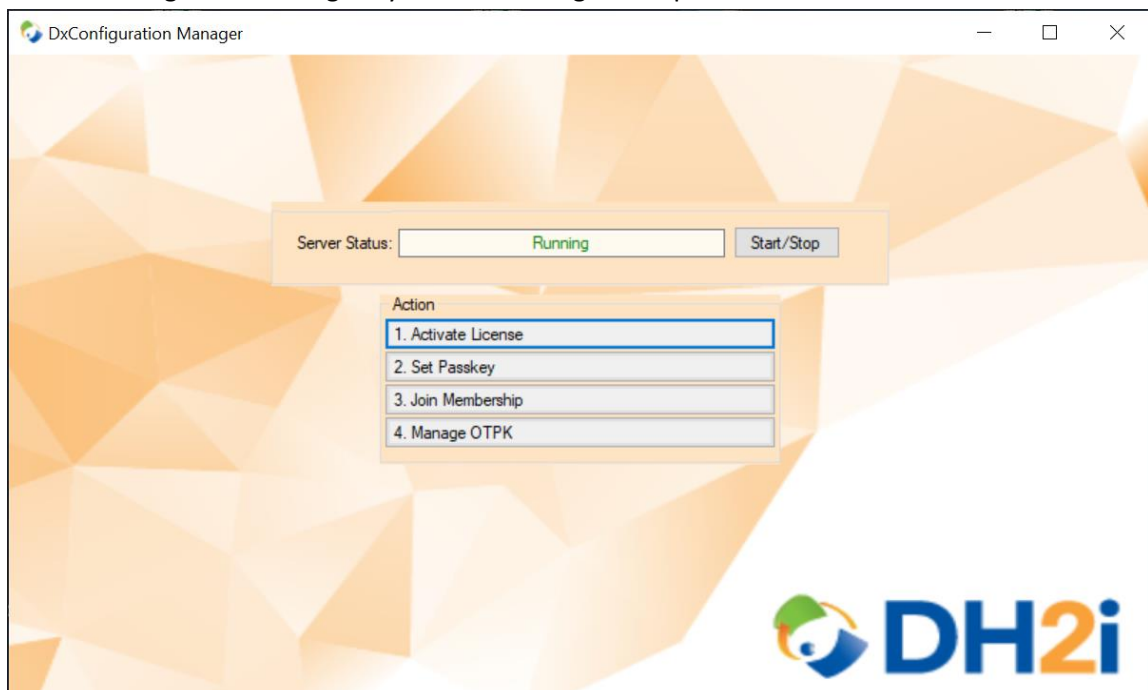 DxConfiguration Manager
Server Status: Running Start/Stop
Action
1. Activate License
2. Set Passkey
3. Join Membership
4. Manage OTPK
DH2i